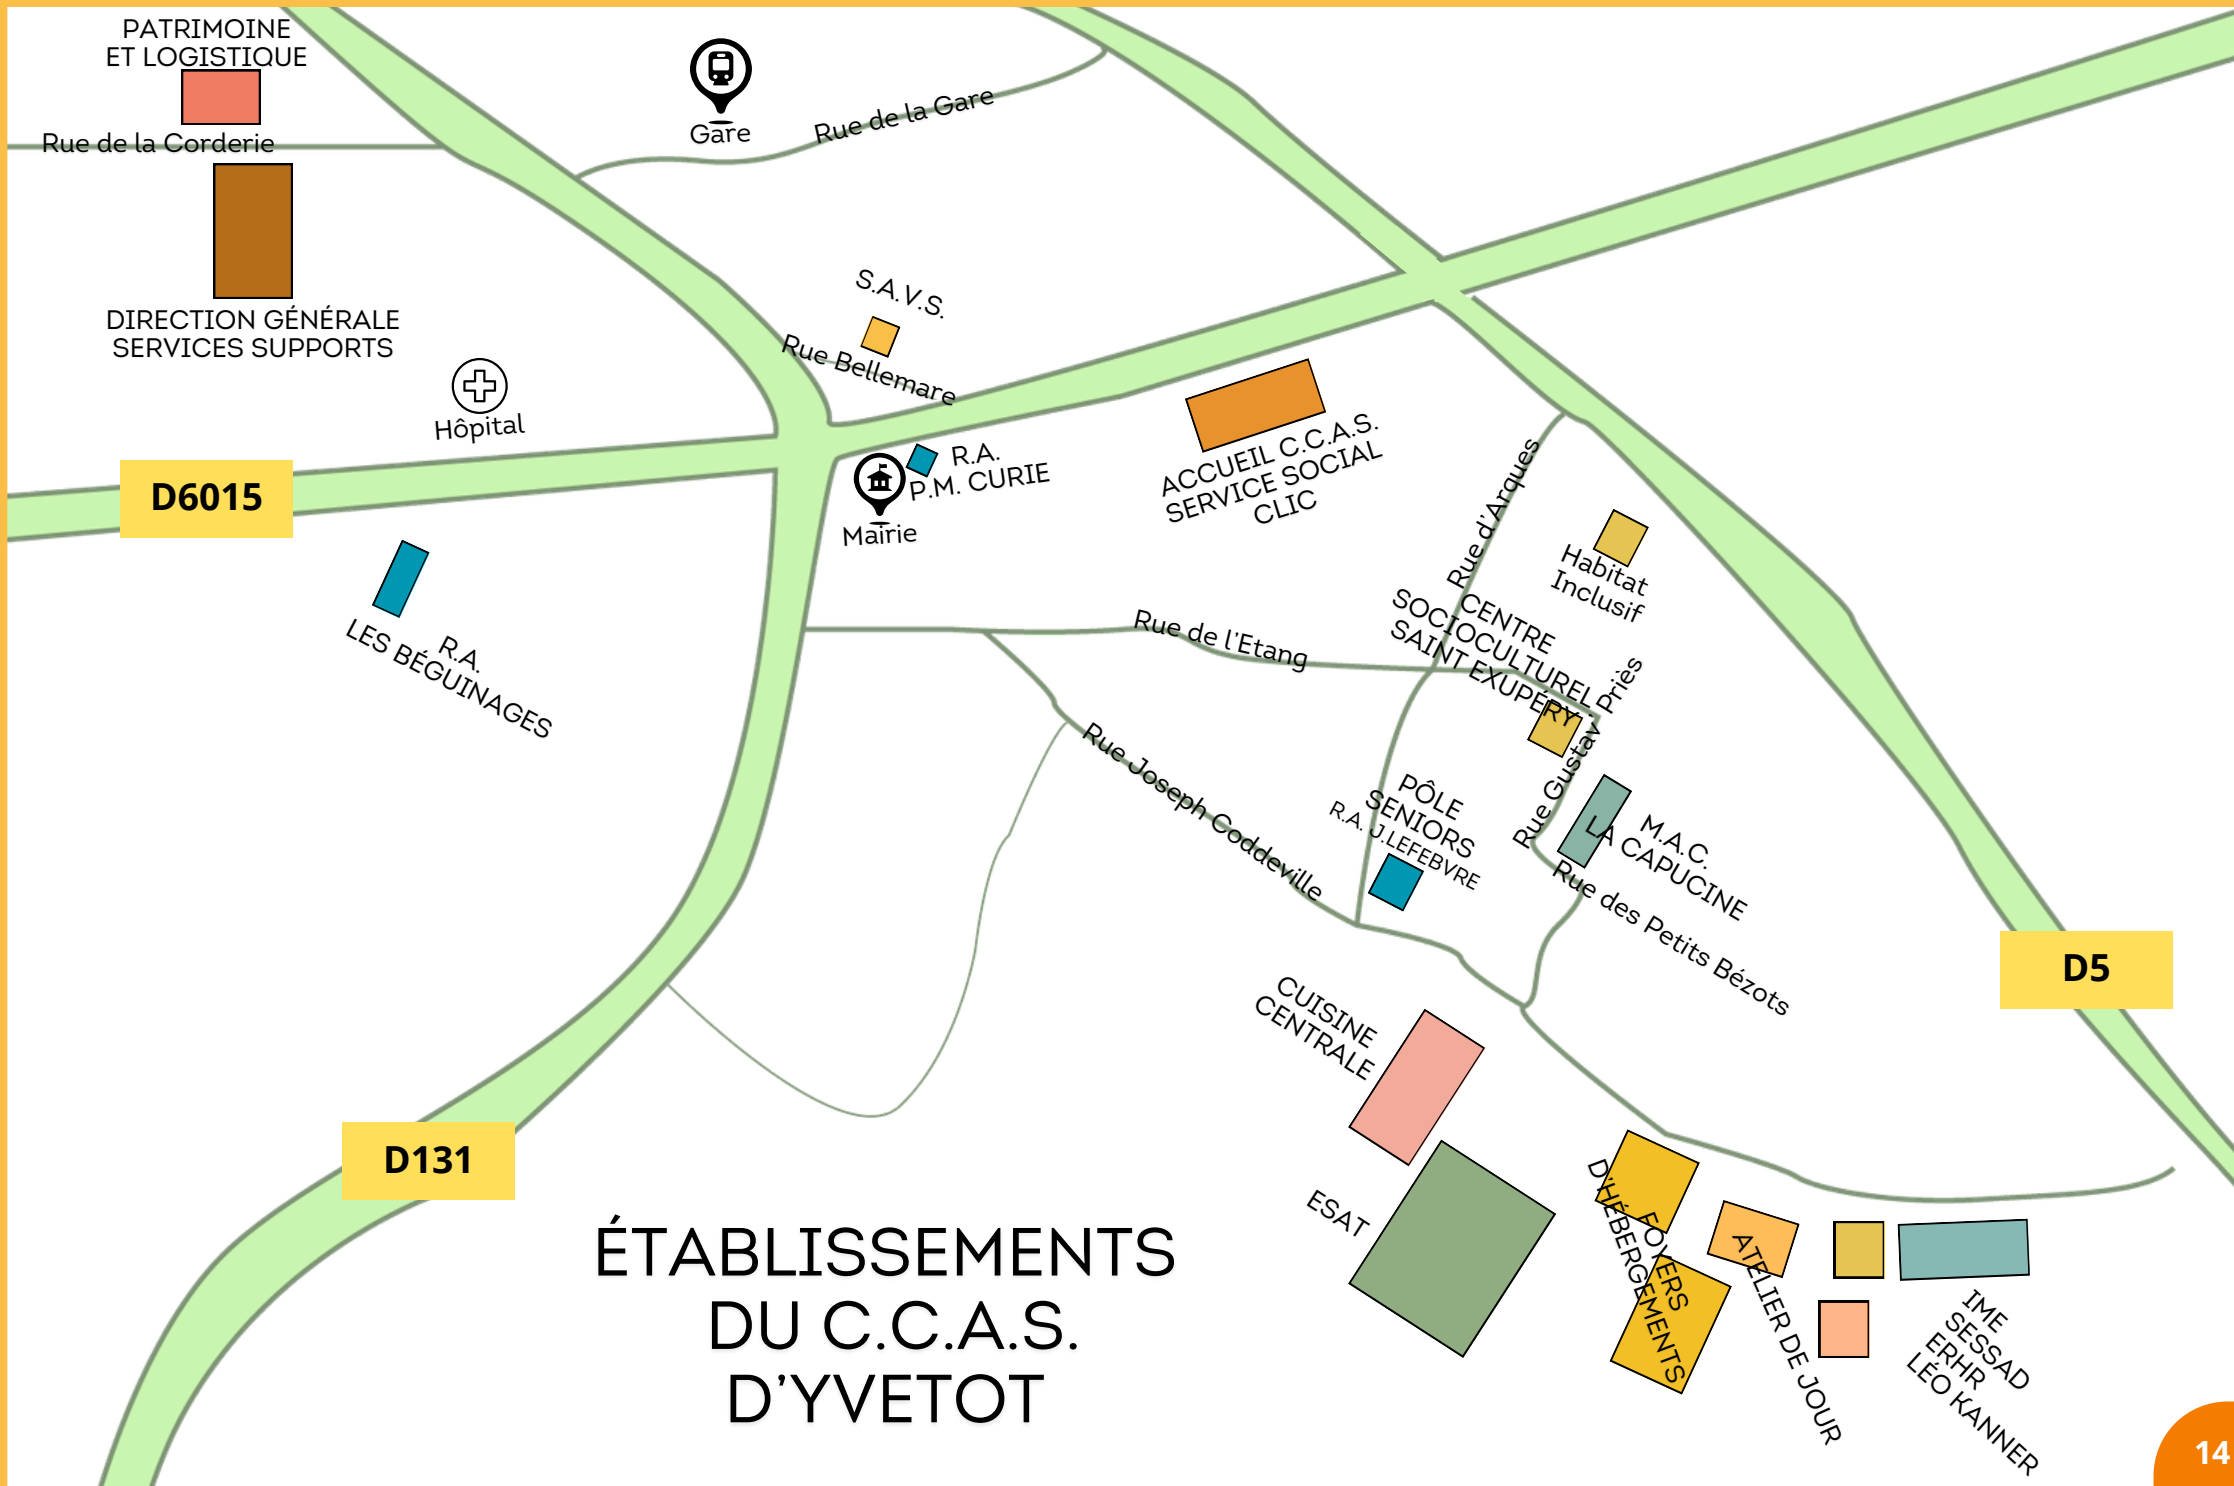 PATRIMOINE
ET LOGISTIQUE
Rue de la Corderie
DIRECTION GÉNÉRALE
SERVICES SUPPORTS
Gare
Rue de la Gare
S.A.V.S.
Rue Bellemare
Hôpital
D6015
R.A.
P.M. CURIE
Mairie
ACCUEIL C.C.A.S.
SERVICE SOCIAL
CLIC
R.A.
LES BÉGUINAGES
Rue d'Arques
Habitat
Inclusif
Rue de l'Etang
CENTRE
SOCIOCULTUREL
SAINT EXUPÉRY
Rue Gustav Priès
Rue Joseph Coddeville
PÔLE
SENIORS
R.A. J.LEFEBVRE
M.A.C.
LA CAPUCINE
Rue des Petits Bézots
D5
CUISINE
CENTRALE
D131
ESAT
FOYERS
D'HÉBERGEMENTS
ATELIER DE JOUR
IME
SESSAD
ERHR
LÉO KANNER
ÉTABLISSEMENTS
DU C.C.A.S.
D'YVETOT
14